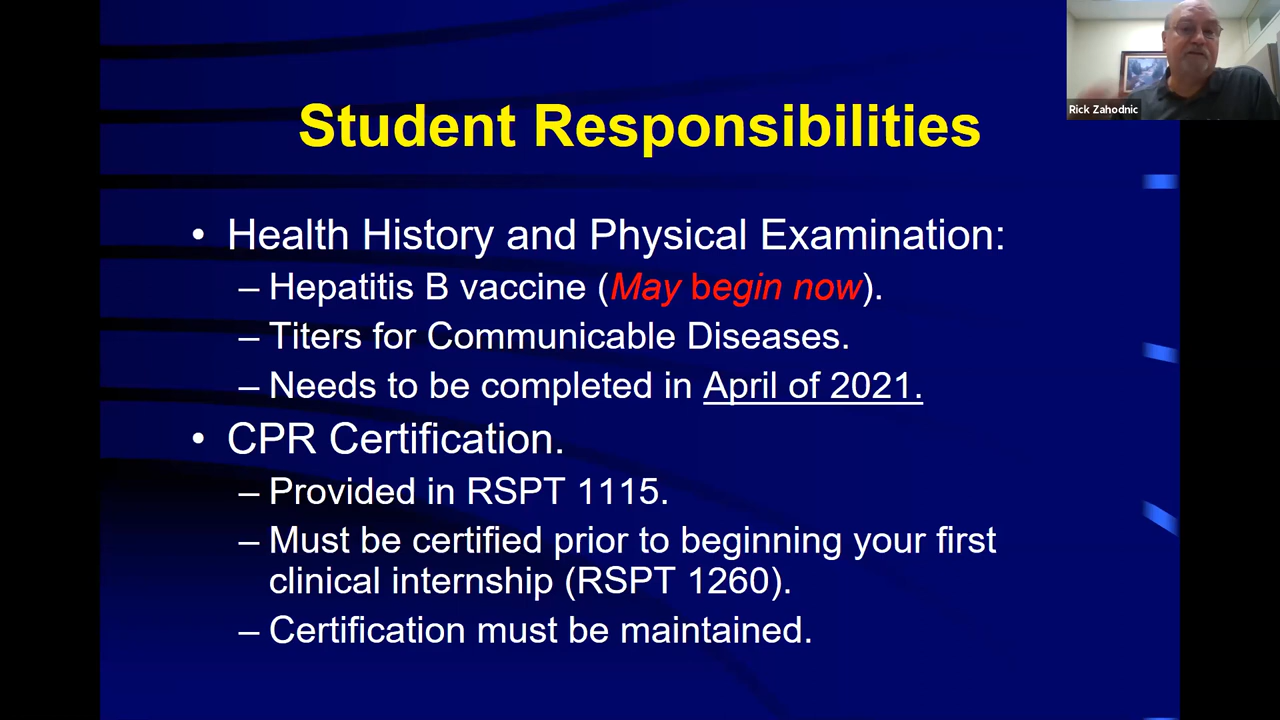 Rick Zahodnic
Student Responsibilities
• Health History and Physical Examination:
– Hepatitis B vaccine (May begin now).
– Titers for Communicable Diseases.
– Needs to be completed in April of 2021.
• CPR Certification.
– Provided in RSPT 1115.
– Must be certified prior to beginning your first
clinical internship (RSPT 1260).
– Certification must be maintained.